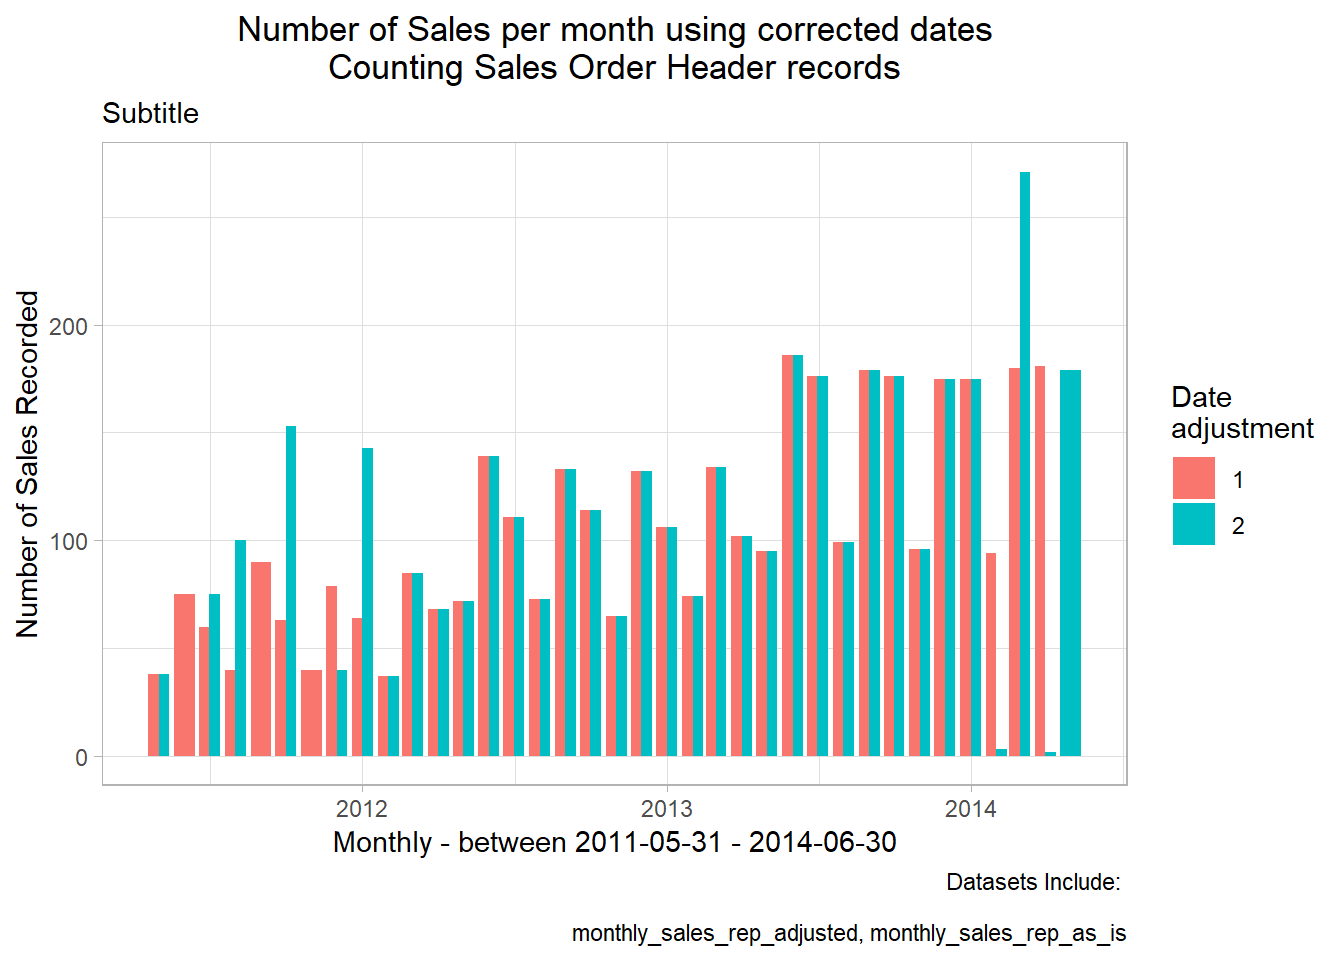 Number of Sales per month using corrected dates
Counting Sales Order Header records
Subtitle
Number of Sales Recorded
200
100
0
2012
2013
2014
Monthly - between 2011-05-31 - 2014-06-30
Date
adjustment
1
2
Datasets Include:
monthly_sales_rep_adjusted, monthly_sales_rep_as_is